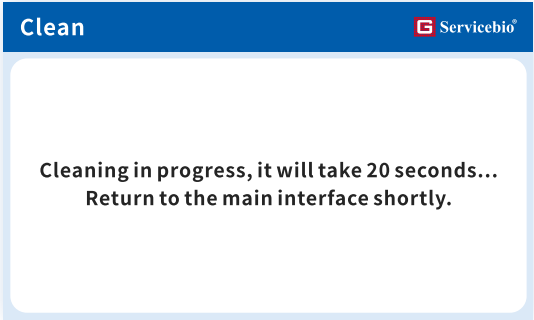 Clean
G Servicebio®
Cleaning in progress, it will take 20 seconds...
Return to the main interface shortly.